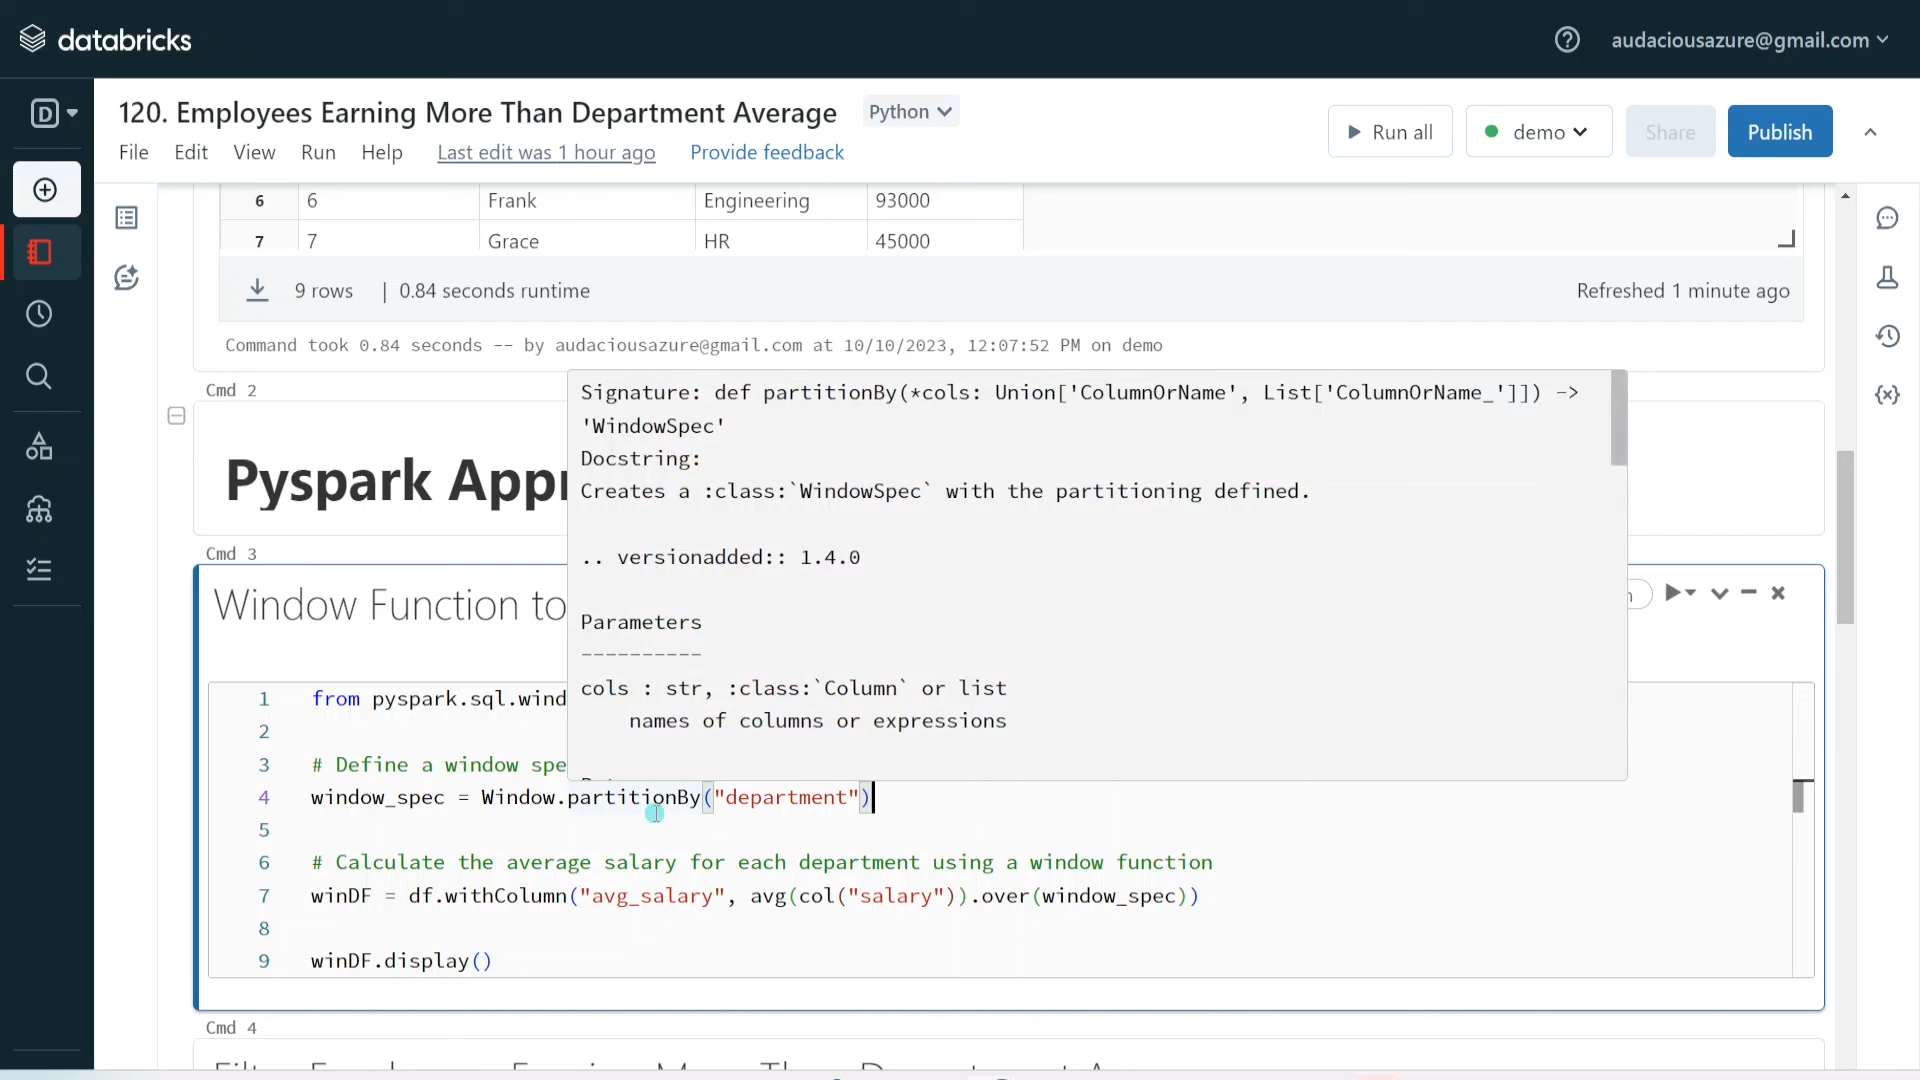 databricks
audaciousazure@gmail.com
D
120. Employees Earning More Than Department Average
Python
File Edit View Run Help Last edit was 1 hour ago Provide feedback
Run all
demo
Share
Publish
6 6 Frank Engineering 93000
7 7 Grace HR 45000
9 rows | 0.84 seconds runtime
Refreshed 1 minute ago
Command took 0.84 seconds -- by audaciousazure@gmail.com at 10/10/2023, 12:07:52 PM on demo
Cmd 2
Pyspark App
Signature: def partitionBy(*cols: Union['ColumnOrName', List['ColumnOrName_']]) ->
'WindowSpec'
Docstring:
Creates a :class:`WindowSpec` with the partitioning defined.
.. versionadded:: 1.4.0
Parameters
----------
cols : str, :class:`Column` or list
names of columns or expressions
Cmd 3
Window Function to
1 from pyspark.sql.wind
2
3 # Define a window spe
4 window_spec = Window.partitionBy("department")
5
6 # Calculate the average salary for each department using a window function
7 winDF = df.withColumn("avg_salary", avg(col("salary")).over(window_spec))
8
9 winDF.display()
Cmd 4